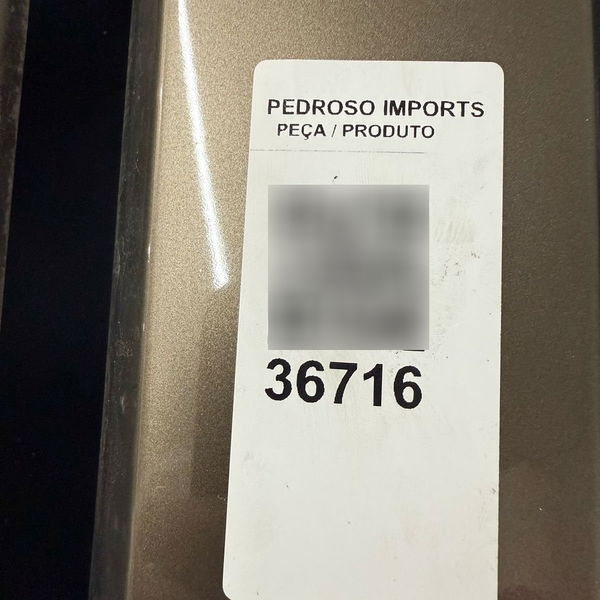 PEDROSO IMPORTS
PEÇA / PRODUTO
36716